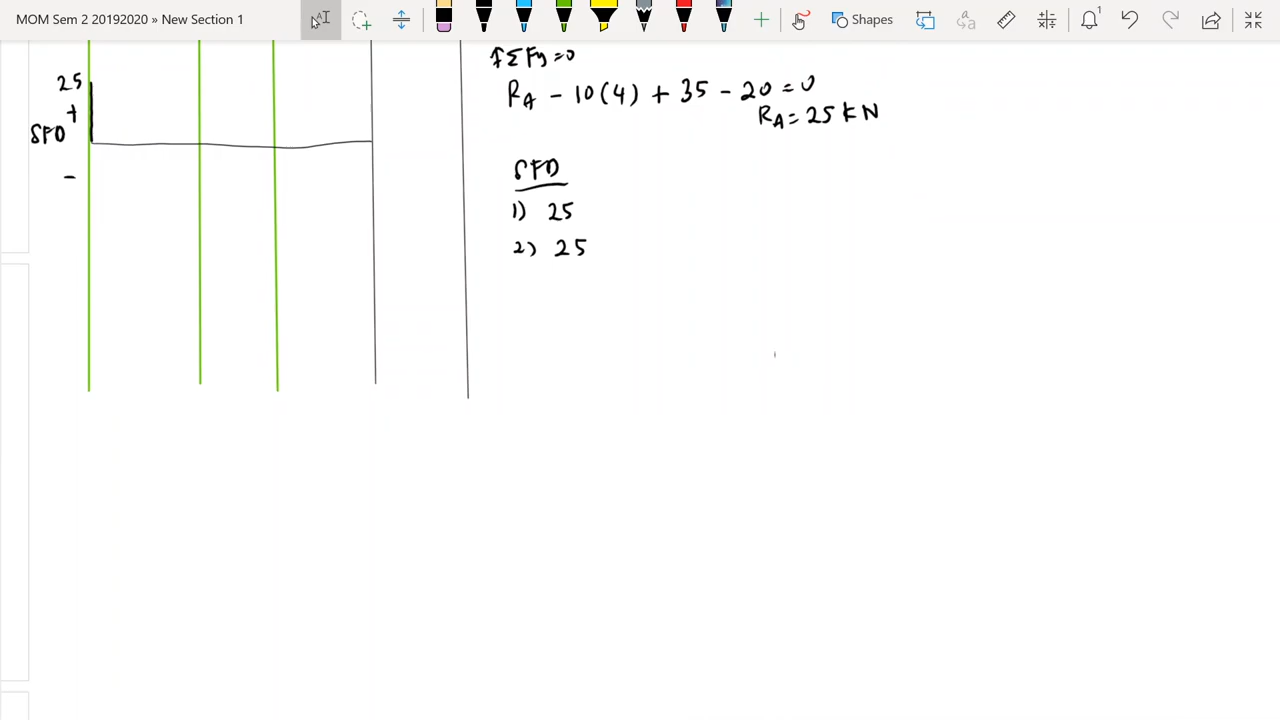 MOM Sem 2 20192020 » New Section 1
Shapes
1
↑ΣFy=0
25
RA - 10(4) + 35 - 20 = 0
+
RA = 25 kN
SFD
-
SFD
1) 25
2) 25